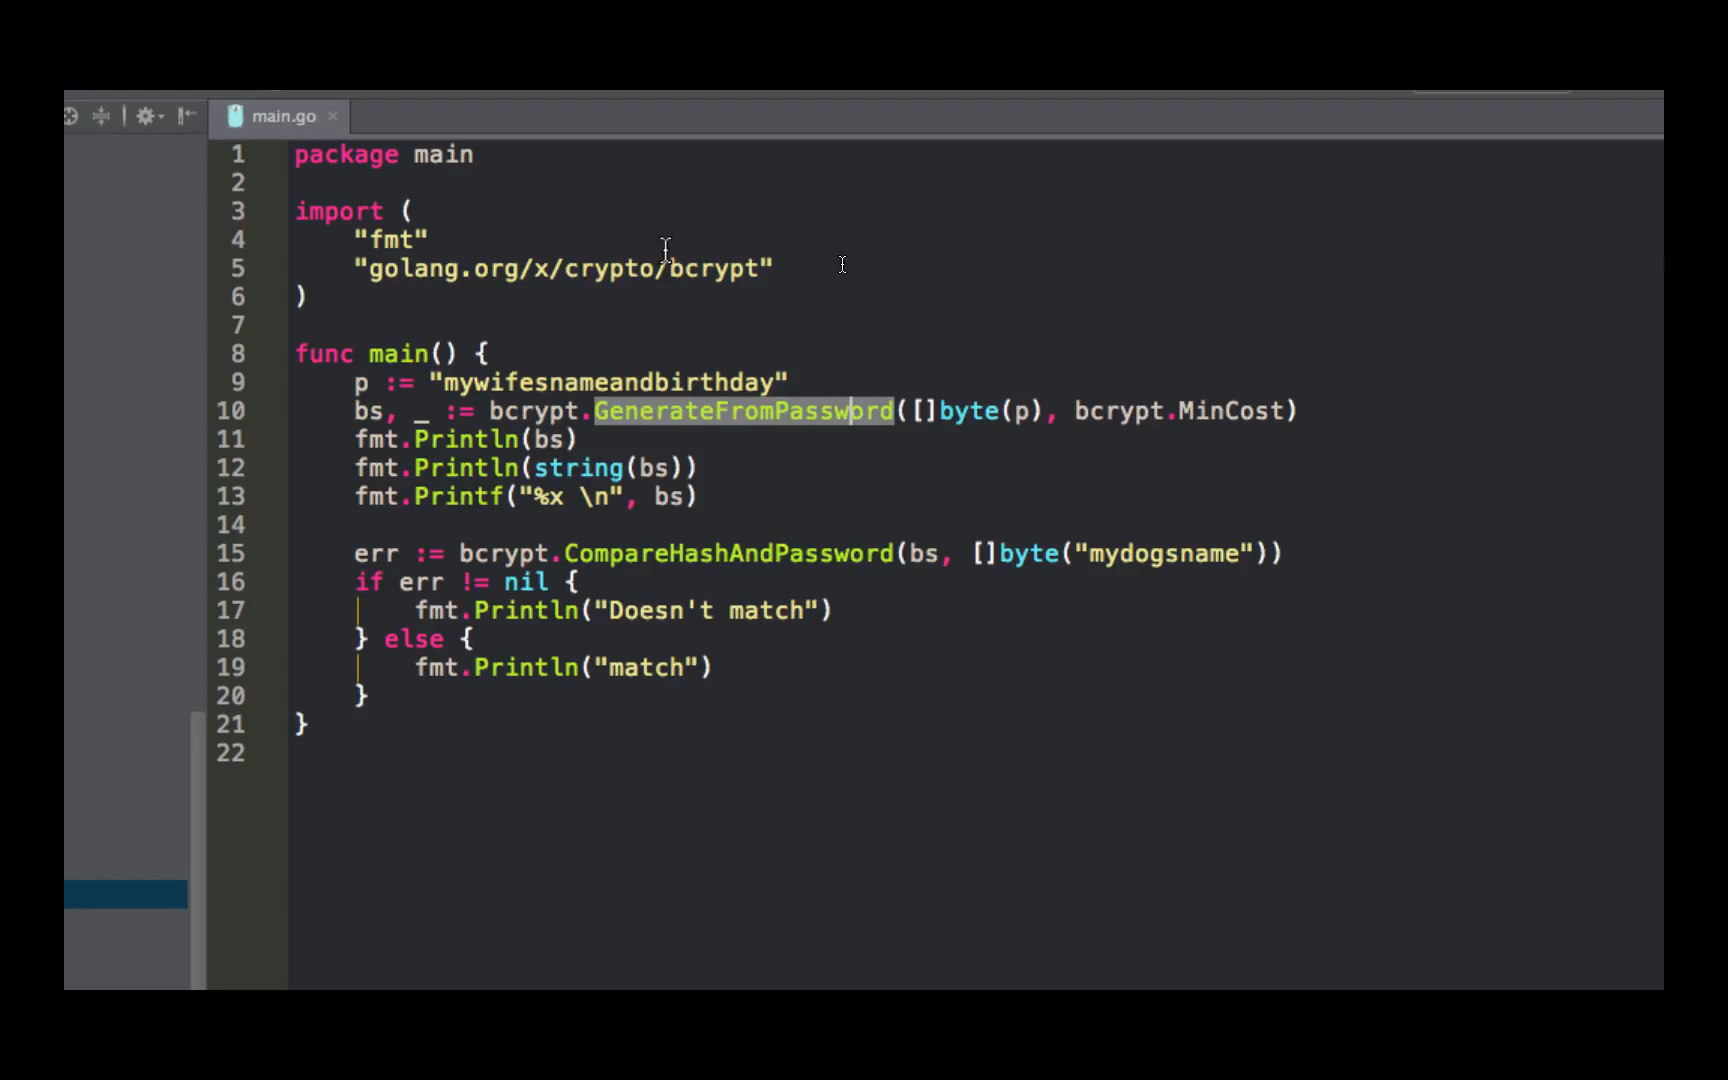 main.go
1 package main
2
3 import (
4     "fmt"
5     "golang.org/x/crypto/bcrypt"
6 )
7
8 func main() {
9     p := "mywifesnameandbirthday"
10     bs, _ := bcrypt.GenerateFromPassword([]byte(p), bcrypt.MinCost)
11     fmt.Println(bs)
12     fmt.Println(string(bs))
13     fmt.Printf("%x \n", bs)
14
15     err := bcrypt.CompareHashAndPassword(bs, []byte("mydogsname"))
16     if err != nil {
17         fmt.Println("Doesn't match")
18     } else {
19         fmt.Println("match")
20     }
21 }
22